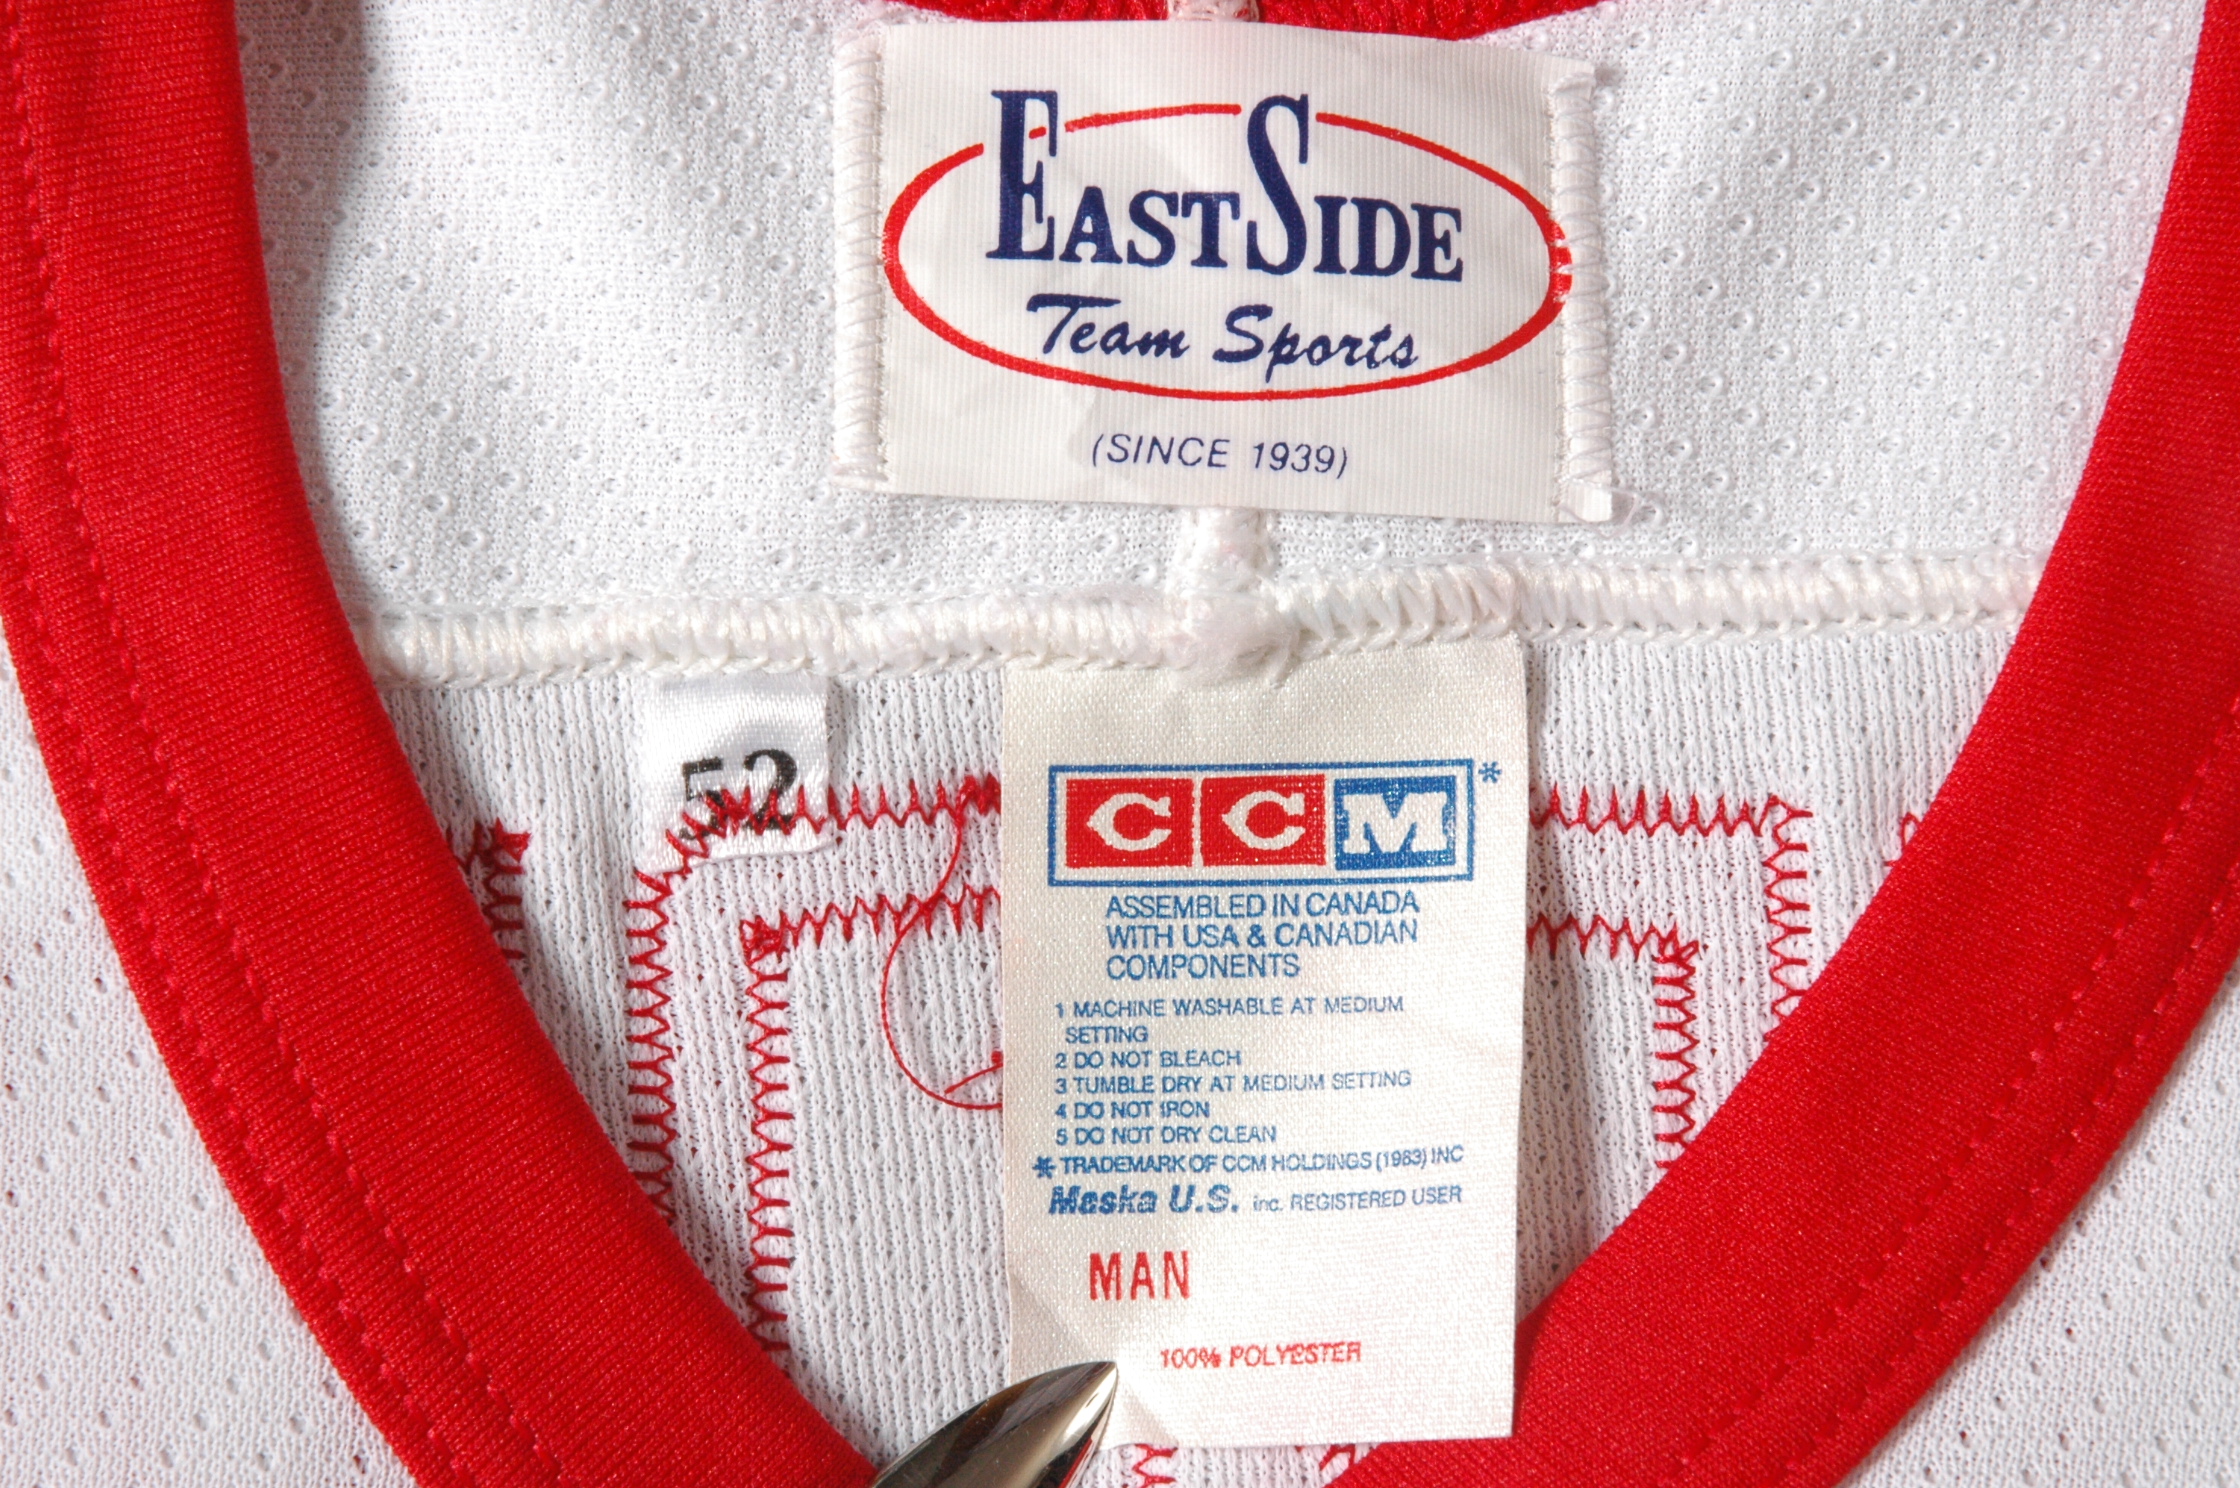 EASTSIDE
Team Sports
(SINCE 1939)
52
CCM*
ASSEMBLED IN CANADA
WITH USA & CANADIAN
COMPONENTS
1 MACHINE WASHABLE AT MEDIUM
SETTING
2 DO NOT BLEACH
3 TUMBLE DRY AT MEDIUM SETTING
4 DO NOT IRON
5 DO NOT DRY CLEAN
* TRADEMARK OF CCM HOLDINGS (1983) INC
Maska U.S. inc. REGISTERED USER
MAN
100% POLYESTER